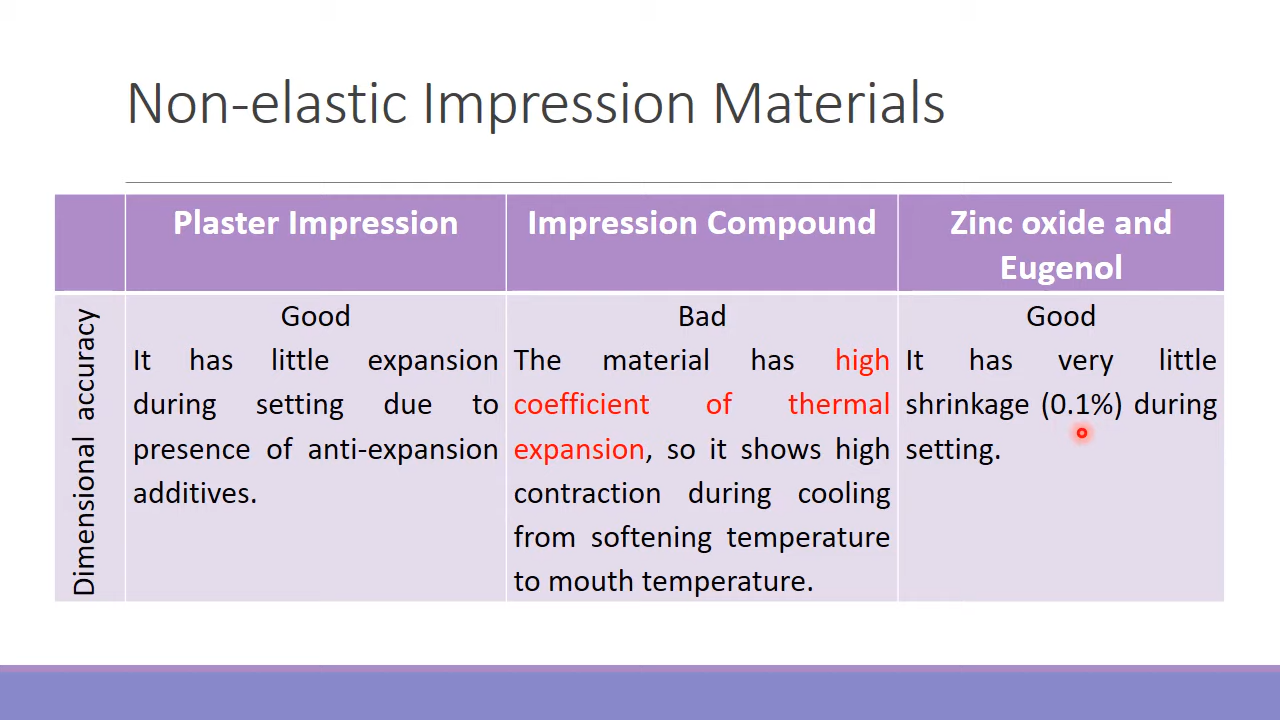 Non-elastic Impression Materials
Plaster Impression
Impression Compound
Zinc oxide and
Eugenol
Dimensional accuracy
Good
It has little expansion
during setting due to
presence of anti-expansion
additives.
Bad
The material has high
coefficient of thermal
expansion, so it shows high
contraction during cooling
from softening temperature
to mouth temperature.
Good
It has very little
shrinkage (0.1%) during
setting.